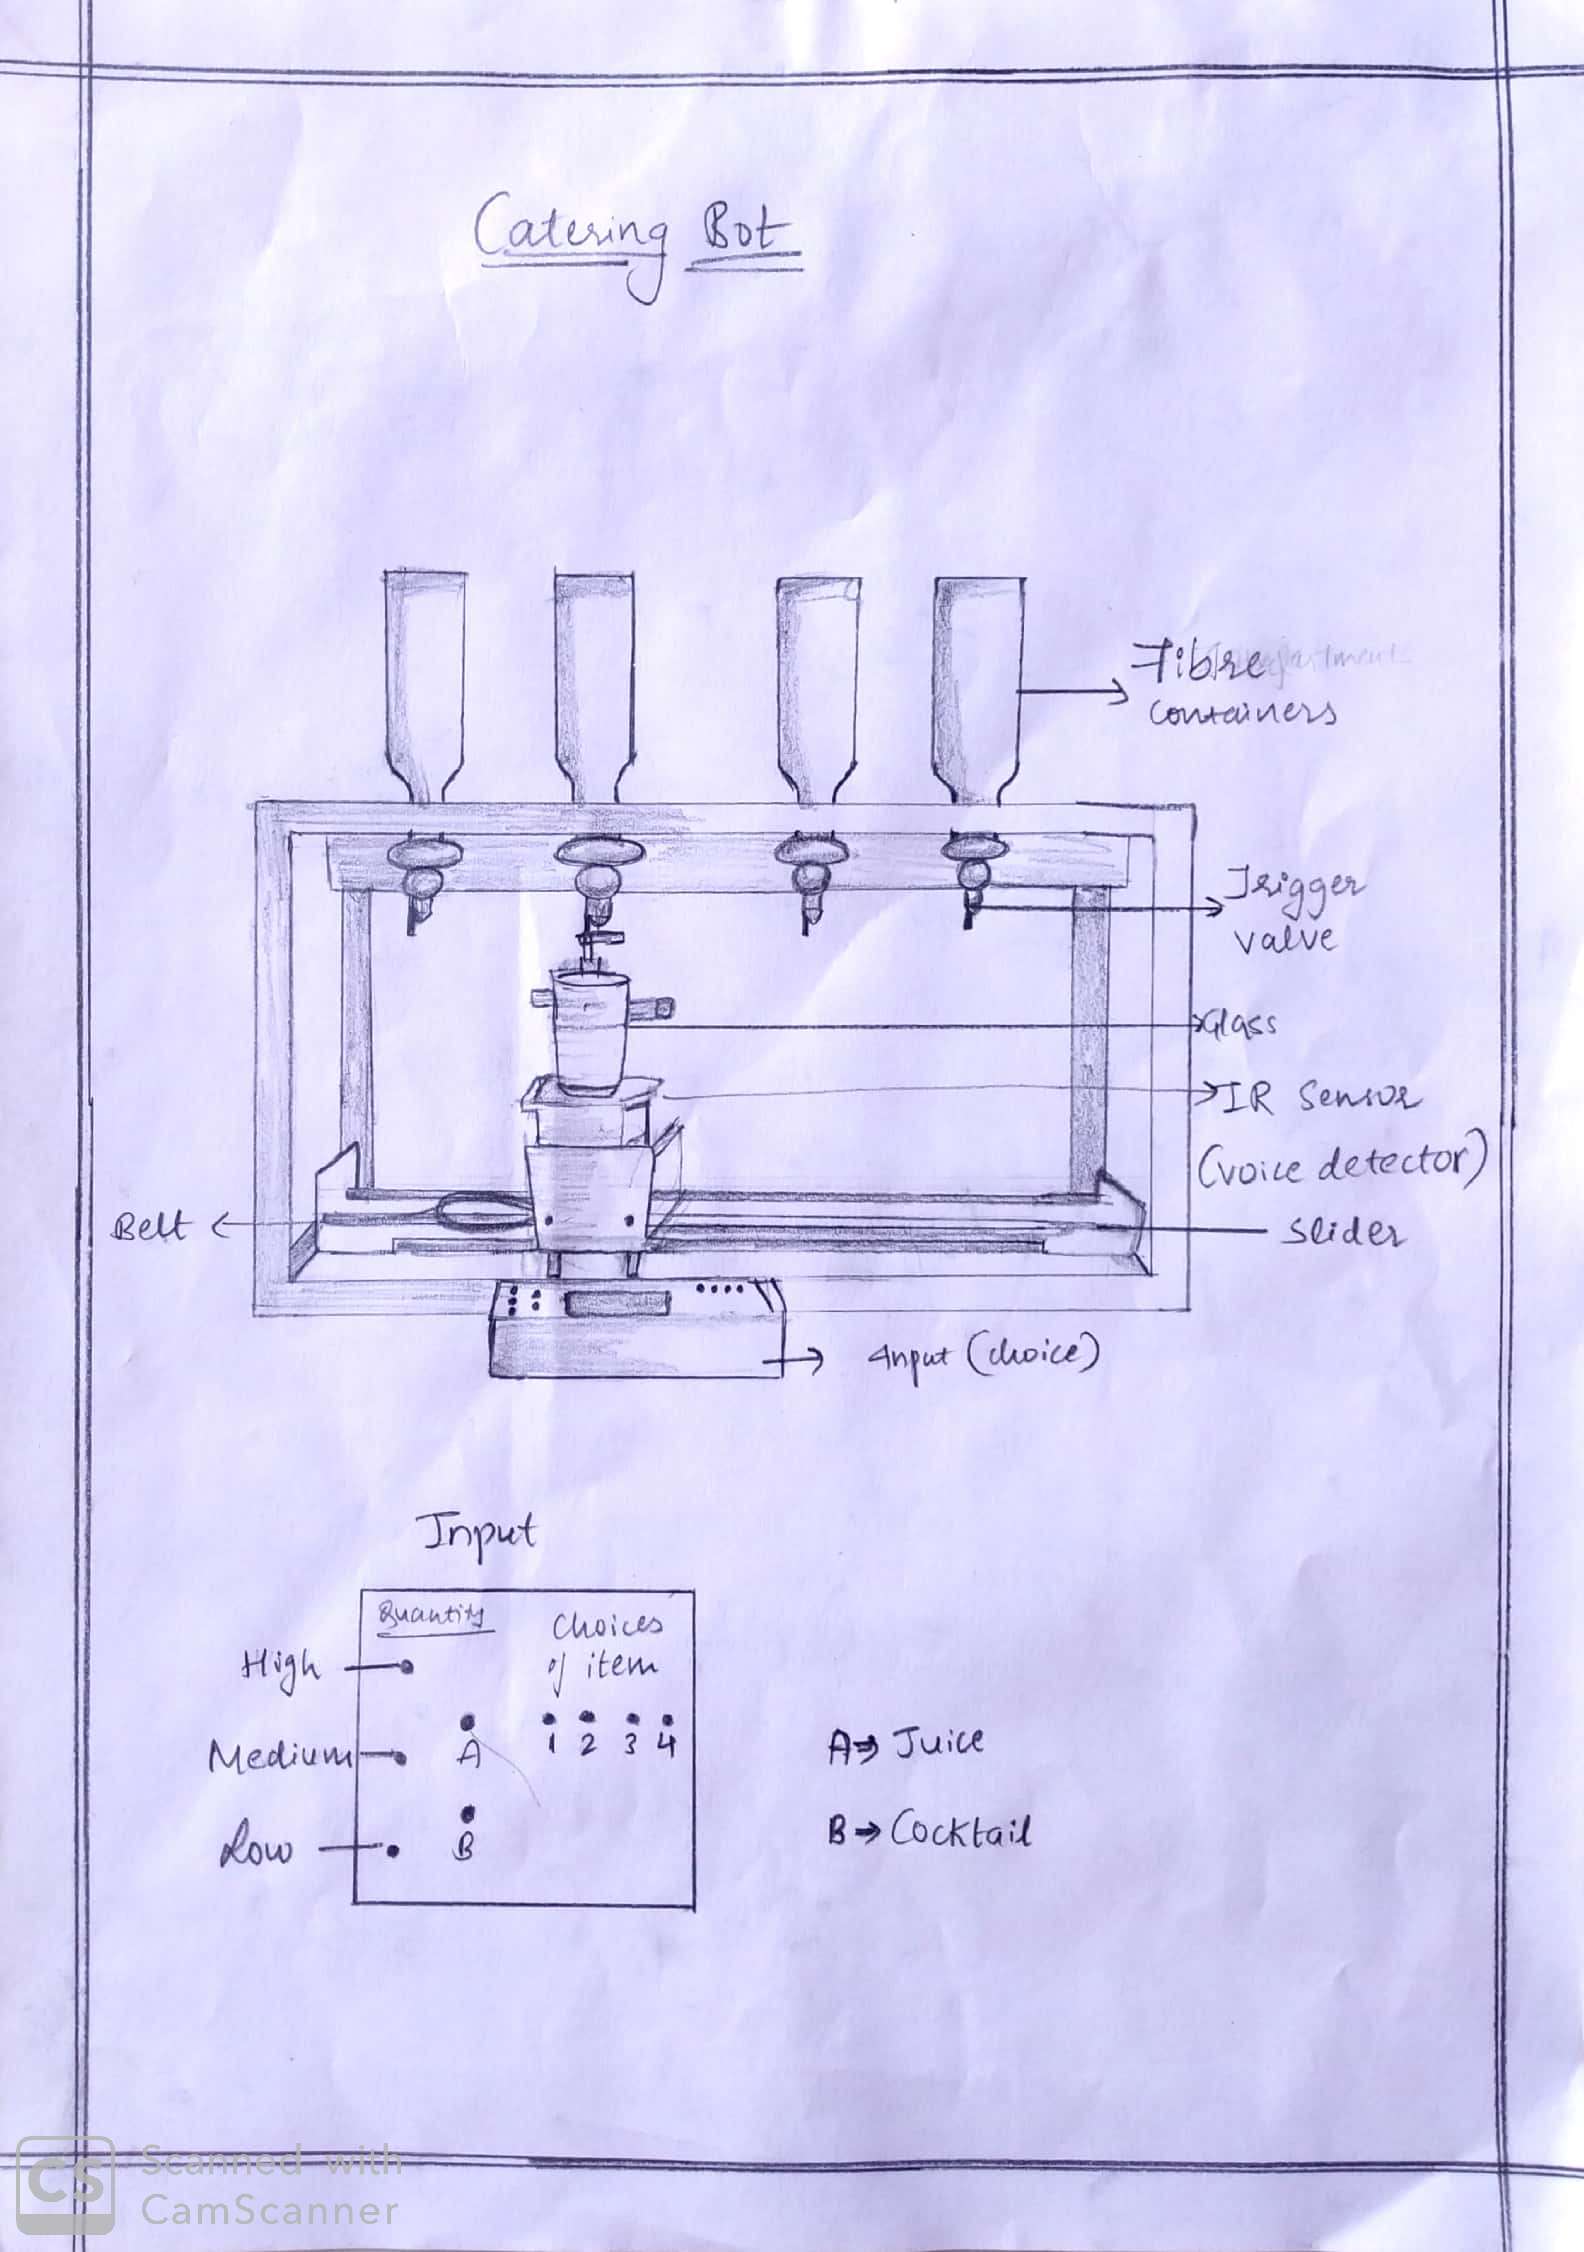 Catering Bot
Fibre
containers
Trigger
valve
Glass
IR Sensor
(voice detector)
Belt
Slider
Input (choice)
Input
Quantity
Choices
of item
High
1 2 3 4
Medium
A
A⇒ Juice
Low
B
B⇒ Cocktail
CS
Scanned with
CamScanner